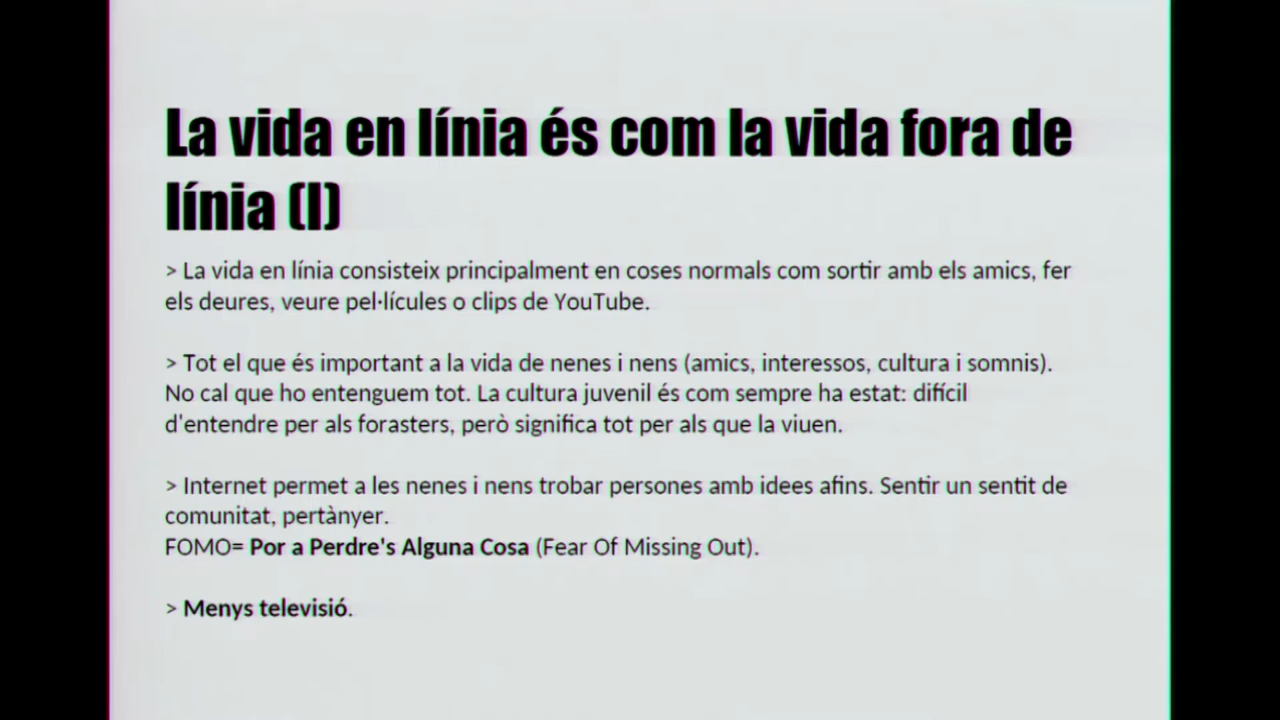 La vida en línia és com la vida fora de
línia (I)
> La vida en línia consisteix principalment en coses normals com sortir amb els amics, fer
els deures, veure pel·lícules o clips de YouTube.
> Tot el que és important a la vida de nenes i nens (amics, interessos, cultura i somnis).
No cal que ho entenguem tot. La cultura juvenil és com sempre ha estat: difícil
d'entendre per als forasters, però significa tot per als que la viuen.
> Internet permet a les nenes i nens trobar persones amb idees afins. Sentir un sentit de
comunitat, pertànyer.
FOMO= Por a Perdre's Alguna Cosa (Fear Of Missing Out).
> Menys televisió.